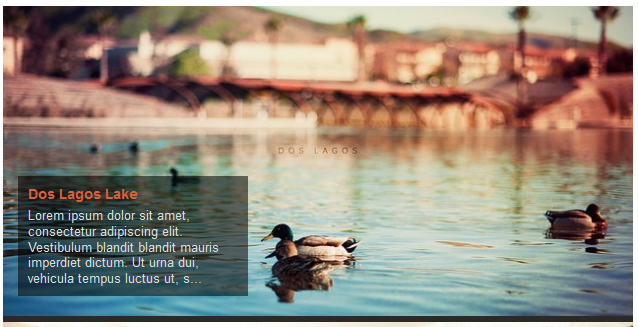 DOS LAGOS
Dos Lagos Lake
Lorem ipsum dolor sit amet,
consectetur adipiscing elit.
Vestibulum blandit blandit mauris
imperdiet dictum. Ut urna dui,
vehicula tempus luctus ut, s...